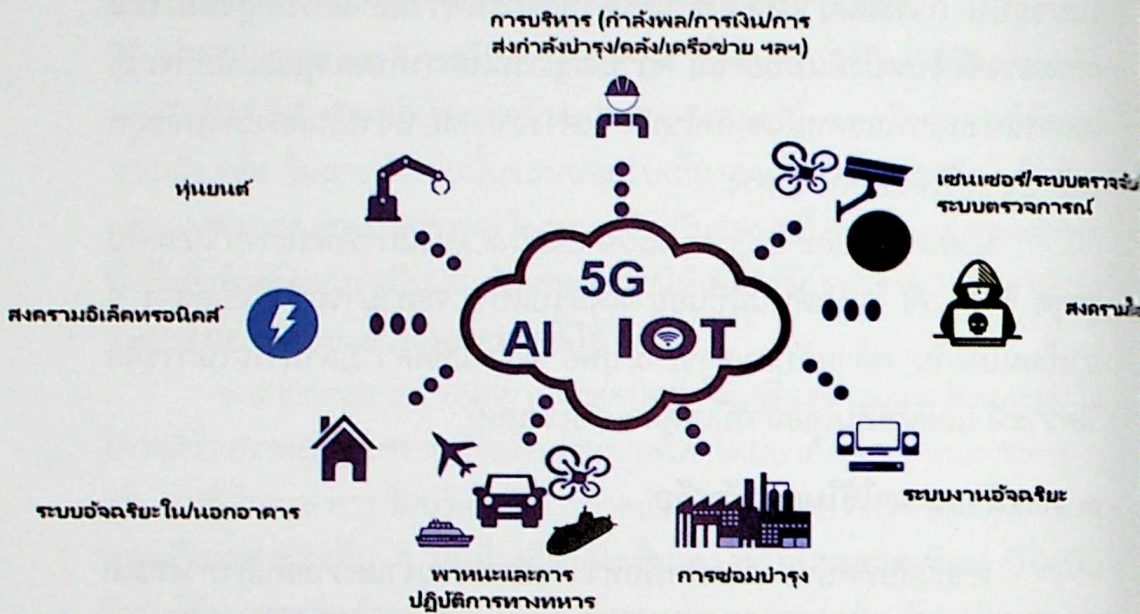 การบริหาร (กำลังพล/การเงิน/การ
ส่งกำลังบำรุง/คลัง/เครือข่าย ฯลฯ)
หุ่นยนต์
เซนเซอร์/ระบบตรวจจับ
ระบบตรวจการณ์
5G
AI IOT
สงครามอิเล็คทรอนิคส์
สงคราม
ระบบอัจฉริยะใน/นอกอาคาร
ระบบงานอัจฉริยะ
พาหนะและการ
ปฏิบัติการทางทหาร
การซ่อมบำรุง